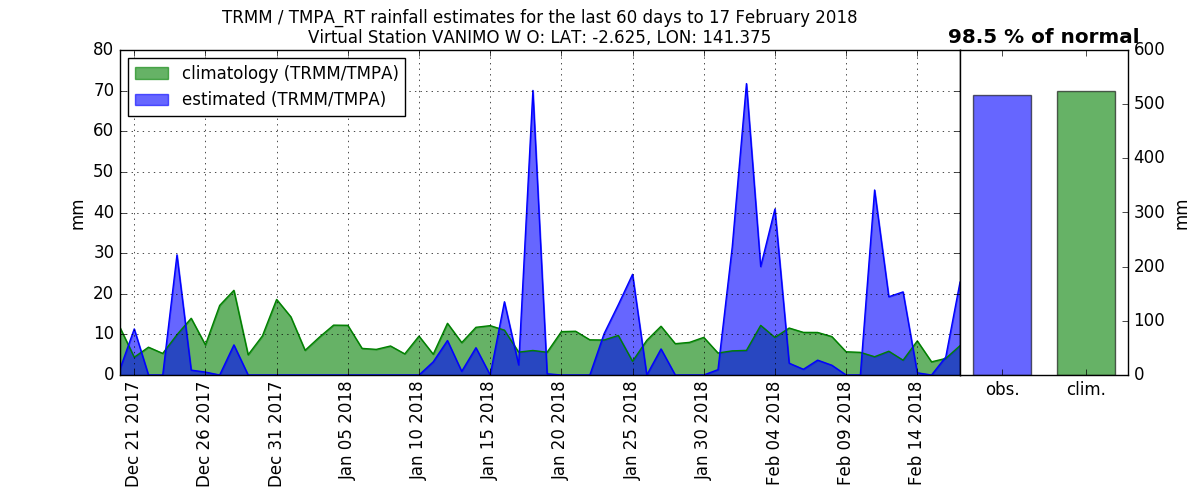 TRMM / TMPA_RT rainfall estimates for the last 60 days to 17 February 2018
Virtual Station VANIMO W O: LAT: -2.625, LON: 141.375
98.5 % of normal
climatology (TRMM/TMPA)
estimated (TRMM/TMPA)
80
70
60
50
40
30
20
10
0
mm
Dec 21 2017
Dec 26 2017
Dec 31 2017
Jan 05 2018
Jan 10 2018
Jan 15 2018
Jan 20 2018
Jan 25 2018
Jan 30 2018
Feb 04 2018
Feb 09 2018
Feb 14 2018
obs.
clim.
600
500
400
300
200
100
0
mm